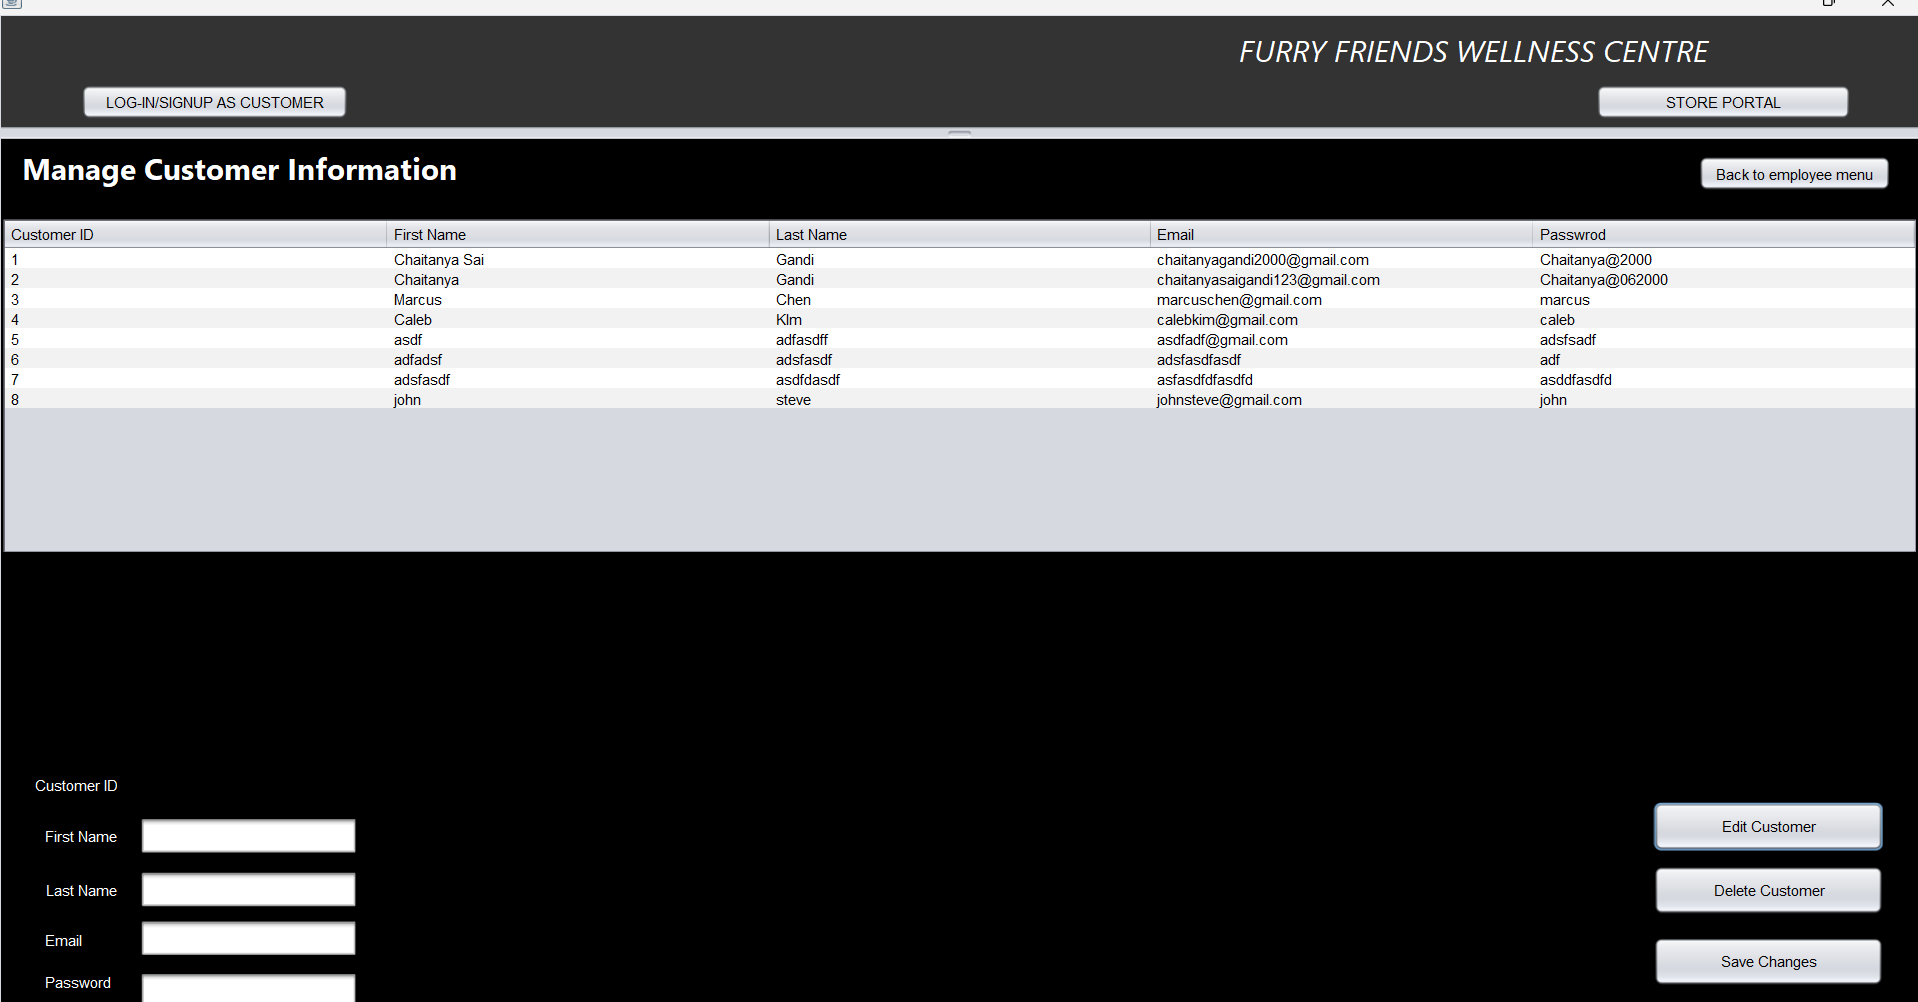 FURRY FRIENDS WELLNESS CENTRE
LOG-IN/SIGNUP AS CUSTOMER STORE PORTAL
Manage Customer Information
Back to employee menu
Customer ID First Name Last Name Email Passwrod
1 Chaitanya Sai Gandi chaitanyagandi2000@gmail.com Chaitanya@2000
2 Chaitanya Gandi chaitanyasaigandi123@gmail.com Chaitanya@062000
3 Marcus Chen marcuschen@gmail.com marcus
4 Caleb KIm calebkim@gmail.com caleb
5 asdf adfasdff asdfadf@gmail.com adsfsadf
6 adfadsf adsfasdf adsfasdfasdf adf
7 adsfasdf asdfdasdf asfasdfdfasdfd asddfasdfd
8 john steve johnsteve@gmail.com john
Customer ID
First Name
Edit Customer
Last Name
Delete Customer
Email
Save Changes
Password